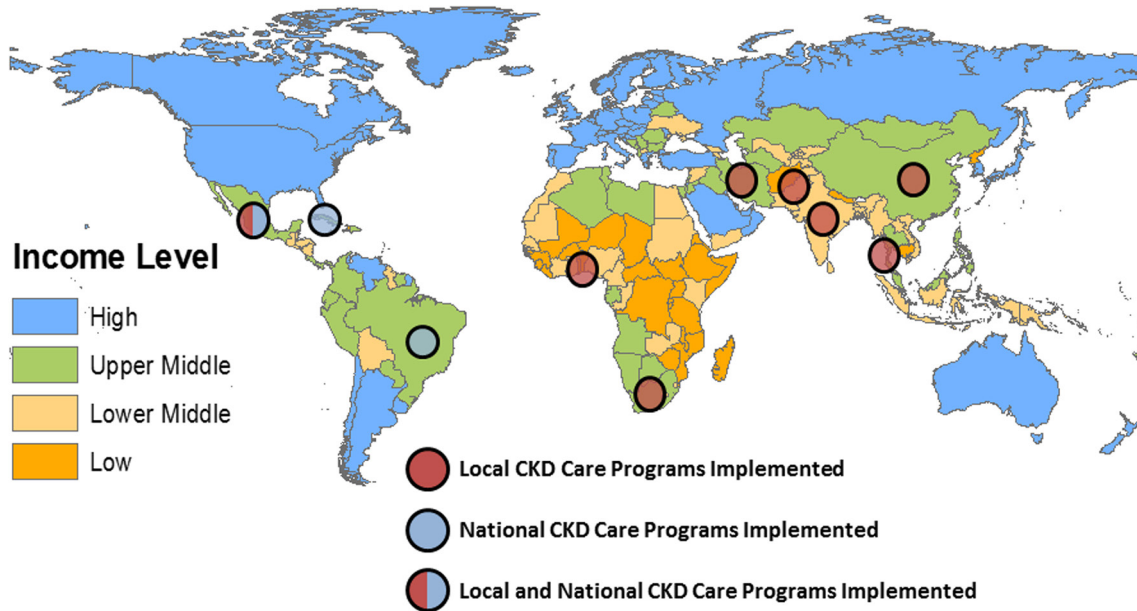 Income Level
High
Upper Middle
Lower Middle
Low
Local CKD Care Programs Implemented
National CKD Care Programs Implemented
Local and National CKD Care Programs Implemented